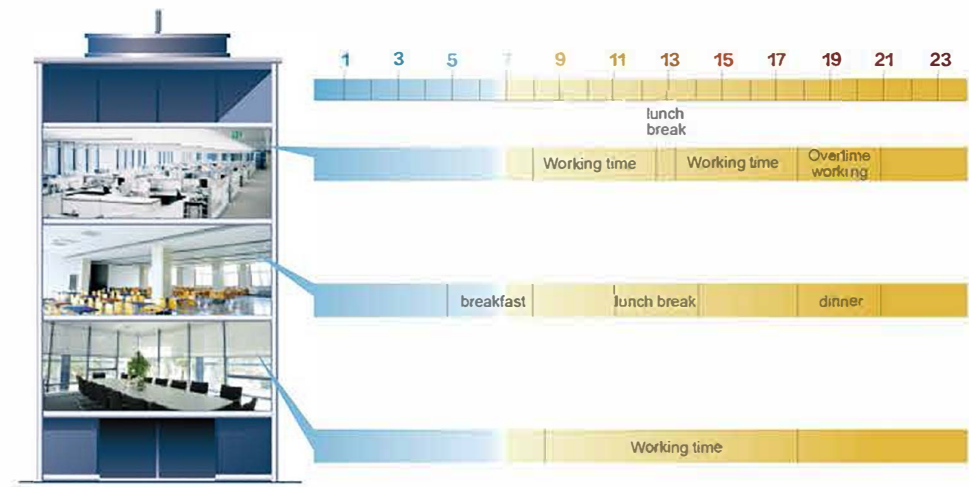 1 3 5 7 9 11 13 15 17 19 21 23
lunch
break
Working time Working time Overtime
working
breakfast lunch break dinner
Working time